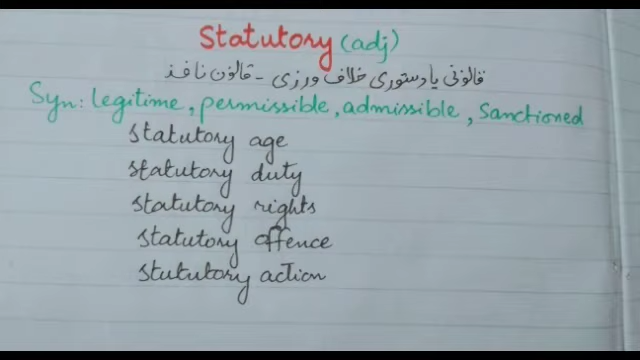 Statutory (adj)
قانونی یا دستوری خلاف ورزی - قانون نافذ
Syn: legitime, permissible, admissible, Sanctioned
statutory age
statutory duty
statutory rights
statutory offence
stututory action